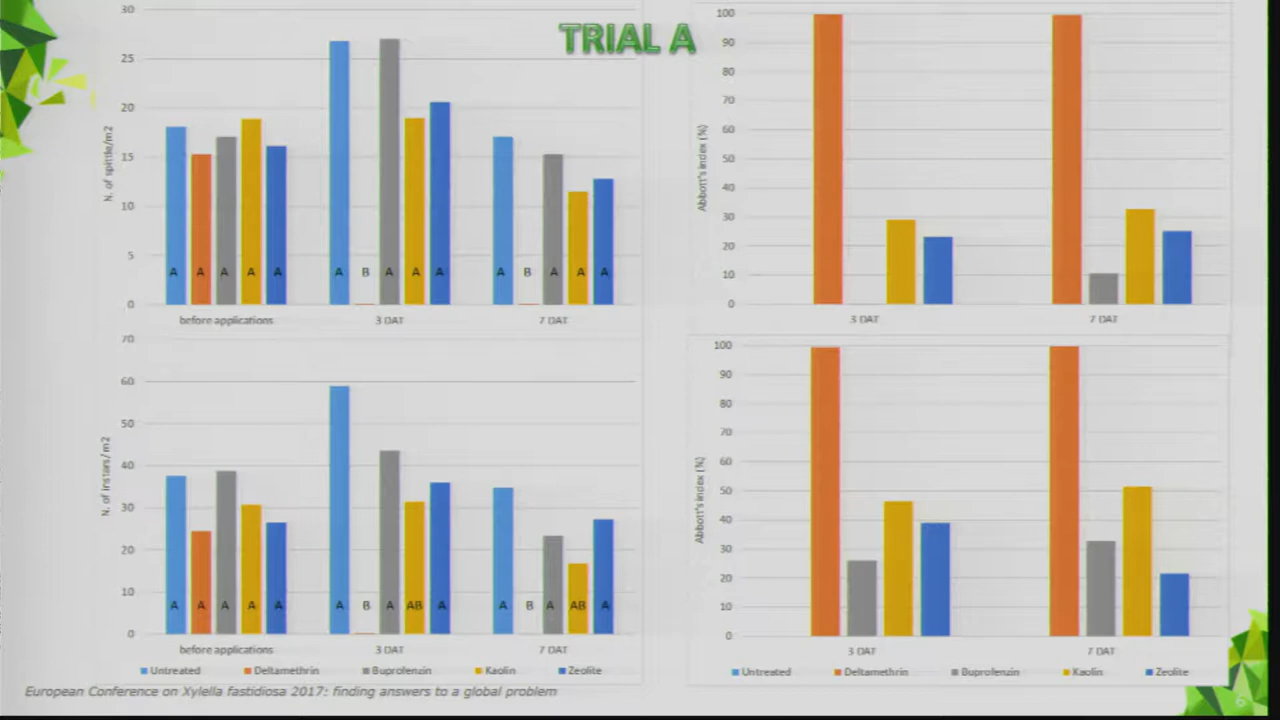 TRIAL A
30
25
20
15
10
5
0
N. of spittle/m2
A A A A A
A B A A A
A B A A A
before applications 3 DAT 7 DAT
100
90
80
70
60
50
40
30
20
10
0
Abbott's index (%)
3 DAT 7 DAT
70
60
50
40
30
20
10
0
N. of instars/m2
A A A A A
A B A AB A
A B A AB A
before applications 3 DAT 7 DAT
Untreated Deltamethrin Buprofenzin Kaolin Zeolite
100
90
80
70
60
50
40
30
20
10
0
Abbott's index (%)
3 DAT 7 DAT
Untreated Deltamethrin Buprofenzin Kaolin Zeolite
European Conference on Xylella fastidiosa 2017: finding answers to a global problem
6